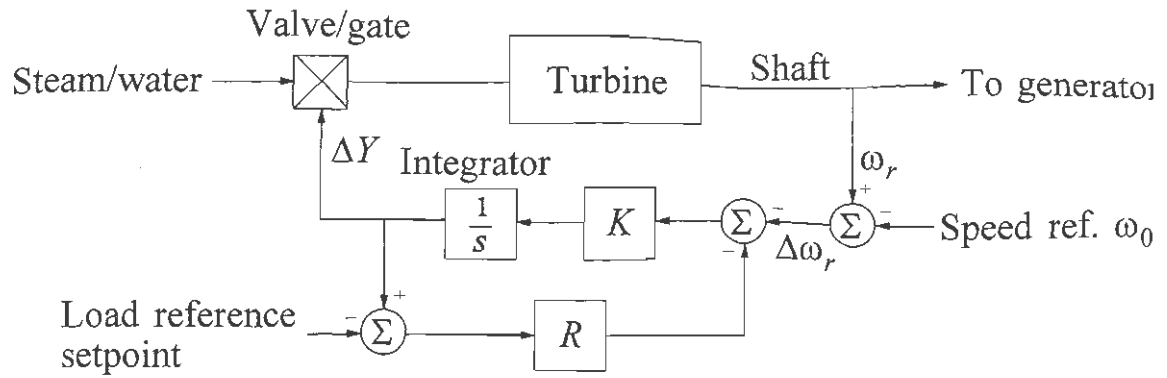 Valve/gate
Steam/water
Turbine
Shaft
To generator
ΔY
Integrator
ω_r
1/s
K
Σ
Σ
Δω_r
Speed ref. ω_0
+
-
-
-
Load reference
setpoint
-
+
Σ
R